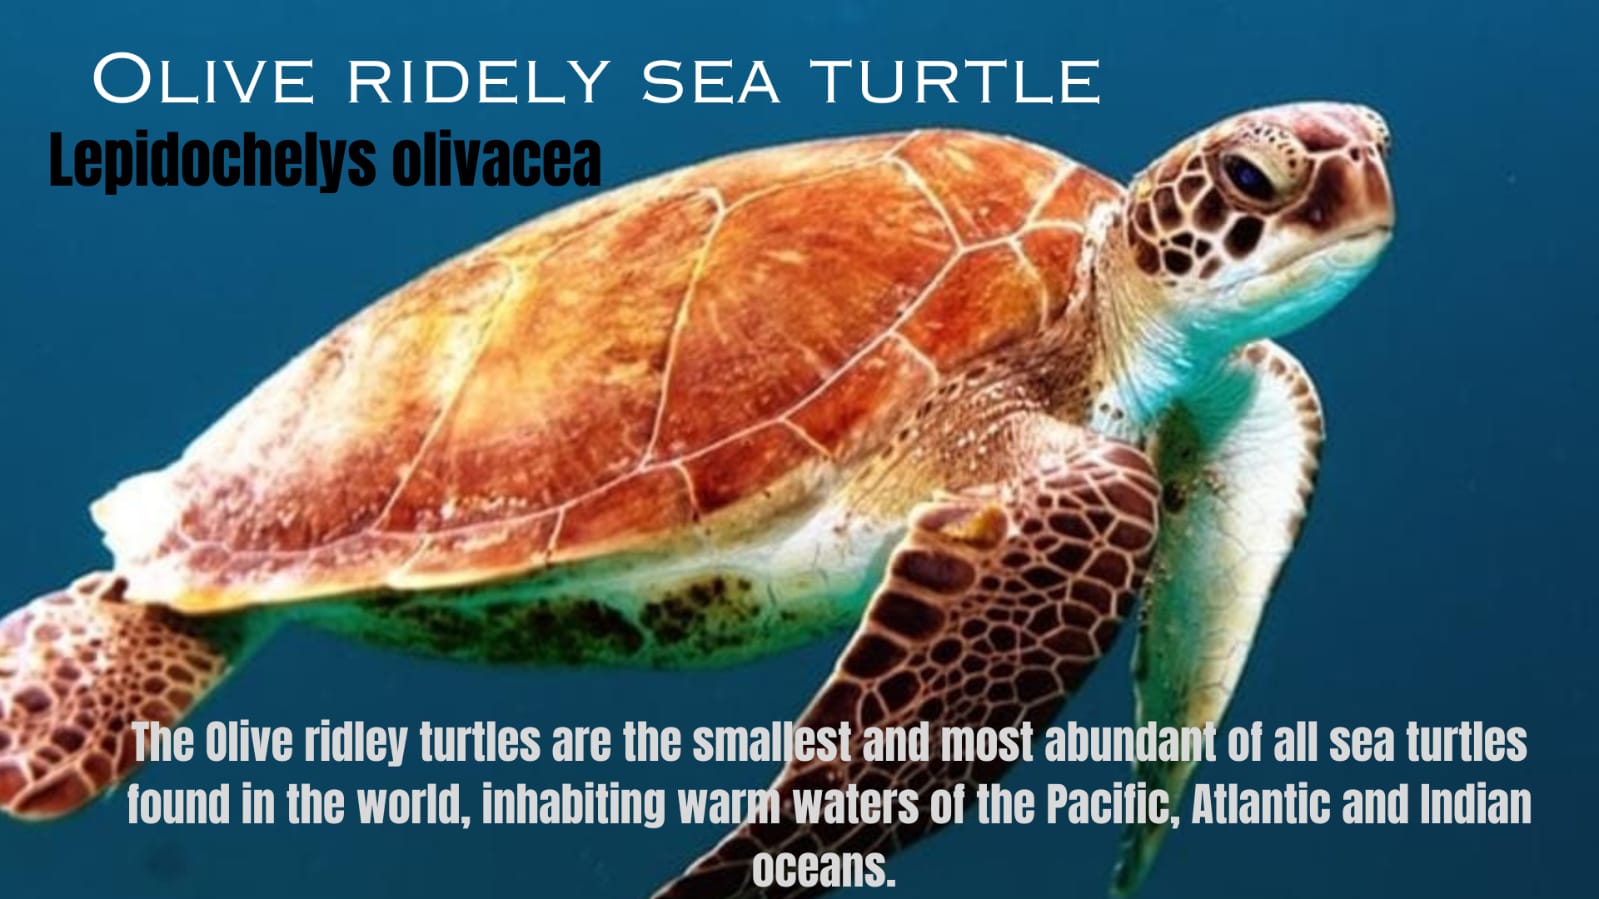 OLIVE RIDELY SEA TURTLE
Lepidochelys olivacea
The Olive ridley turtles are the smallest and most abundant of all sea turtles
found in the world, inhabiting warm waters of the Pacific, Atlantic and Indian
oceans.